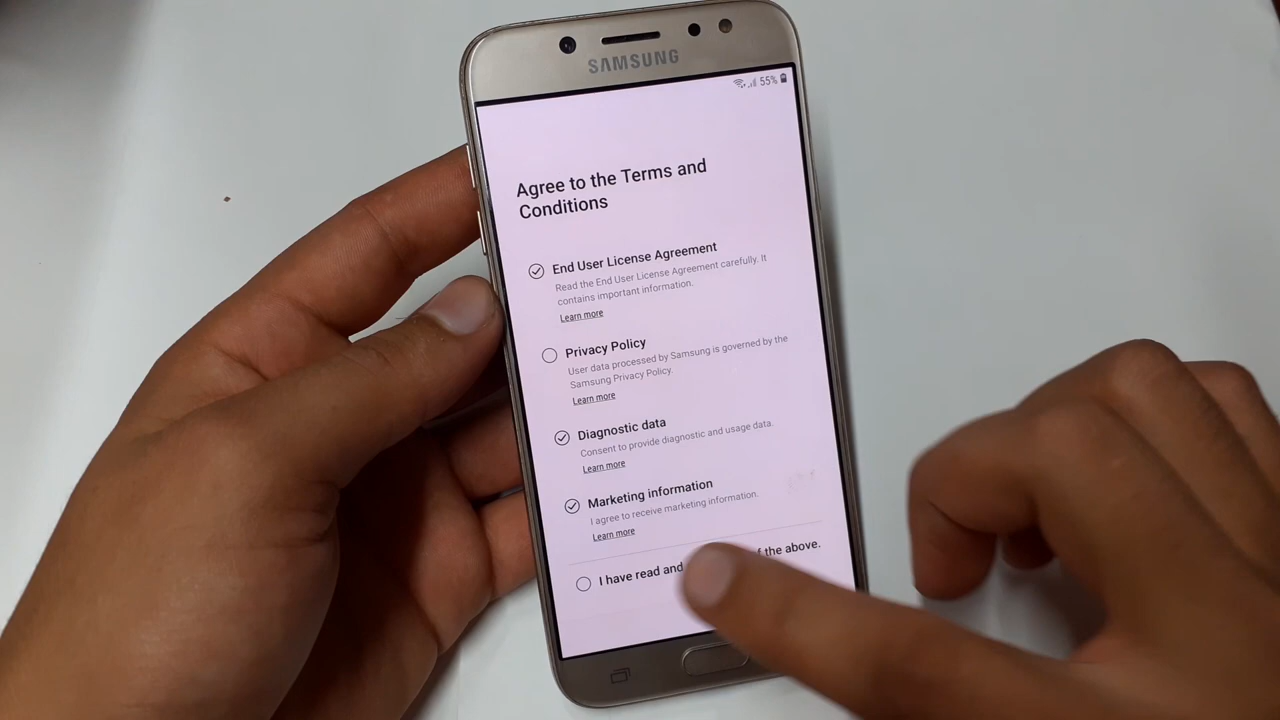 SAMSUNG
55%
Agree to the Terms and
Conditions
End User License Agreement
Read the End User License Agreement carefully. It
contains important information.
Learn more
Privacy Policy
User data processed by Samsung is governed by the
Samsung Privacy Policy.
Learn more
Diagnostic data
Consent to provide diagnostic and usage data.
Learn more
Marketing information
I agree to receive marketing information.
Learn more
I have read and the above.